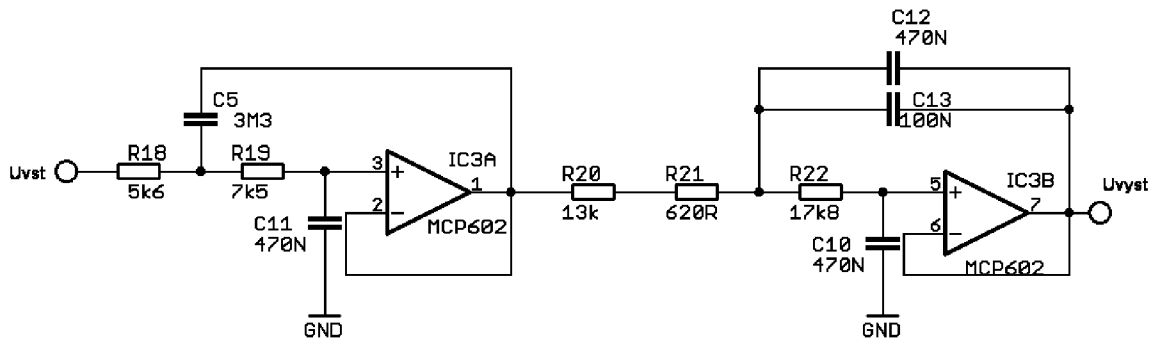 C12
470N
C5
3M3
C13
100N
Uvst
R18
5k6
R19
7k5
3
+
2
−
1
IC3A
MCP602
C11
470N
GND
R20
13k
R21
620R
R22
17k8
5
+
6
−
7
IC3B
MCP602
C10
470N
GND
Uvyst